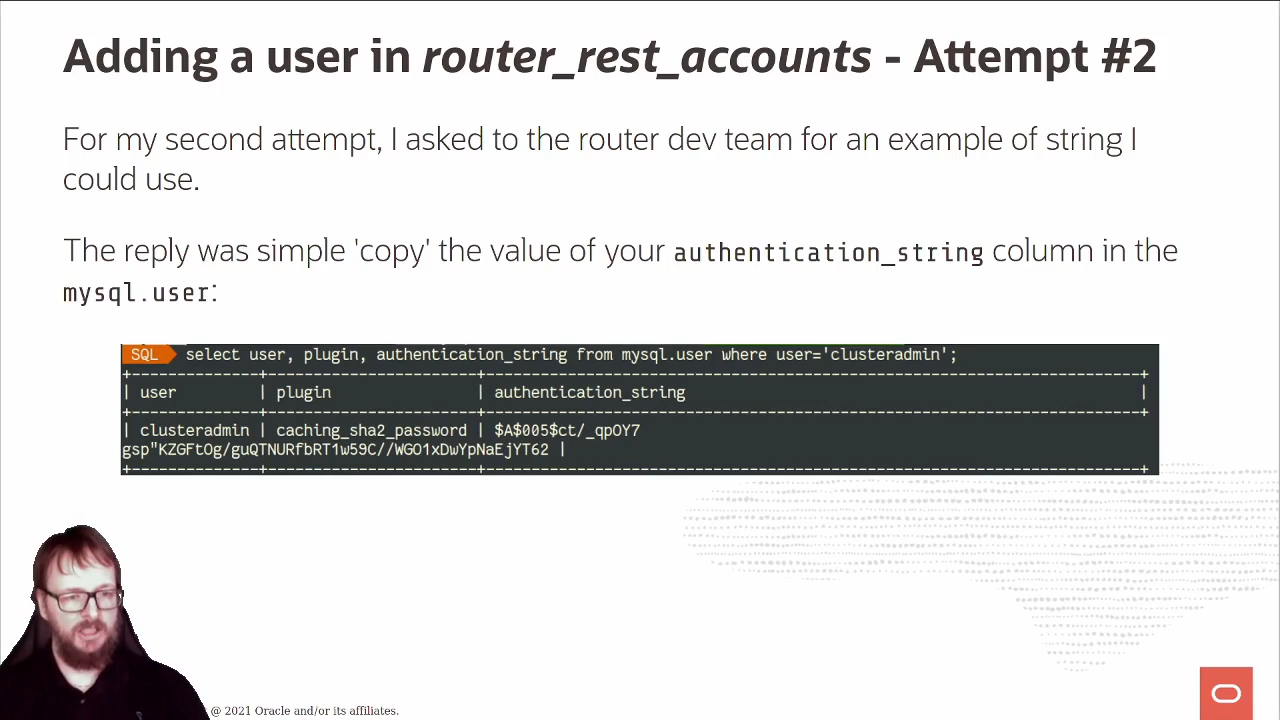 Adding a user in router_rest_accounts - Attempt #2
For my second attempt, I asked to the router dev team for an example of string I
could use.
The reply was simple 'copy' the value of your authentication_string column in the
mysql.user:
SQL select user, plugin, authentication_string from mysql.user where user='clusteradmin';
| user | plugin | authentication_string |
| clusteradmin | caching_sha2_password | $A$005$ct/_qpOY7
gsp"KZGFtOg/guQTNURfbRT1w59C//WGO1xDwYpNaEjYT62 |
@ 2021 Oracle and/or its affiliates.